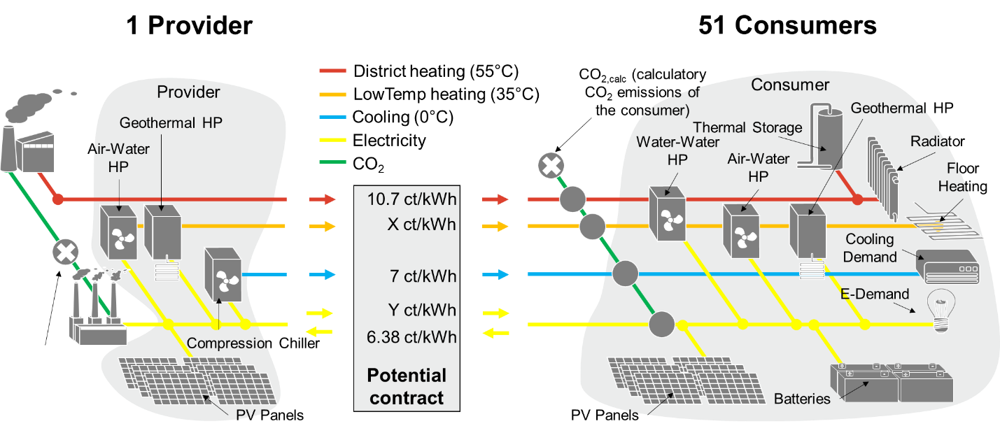 1 Provider
51 Consumers
District heating (55°C)
LowTemp heating (35°C)
Cooling (0°C)
Electricity
CO2
Provider
Geothermal HP
Air-Water
HP
Compression Chiller
PV Panels
10.7 ct/kWh
X ct/kWh
7 ct/kWh
Y ct/kWh
6.38 ct/kWh
Potential
contract
CO2,calc (calculatory
CO2 emissions of
the consumer)
Consumer
Geothermal HP
Thermal Storage
Water-Water
HP
Air-Water
HP
Radiator
Floor
Heating
Cooling
Demand
E-Demand
Batteries
PV Panels